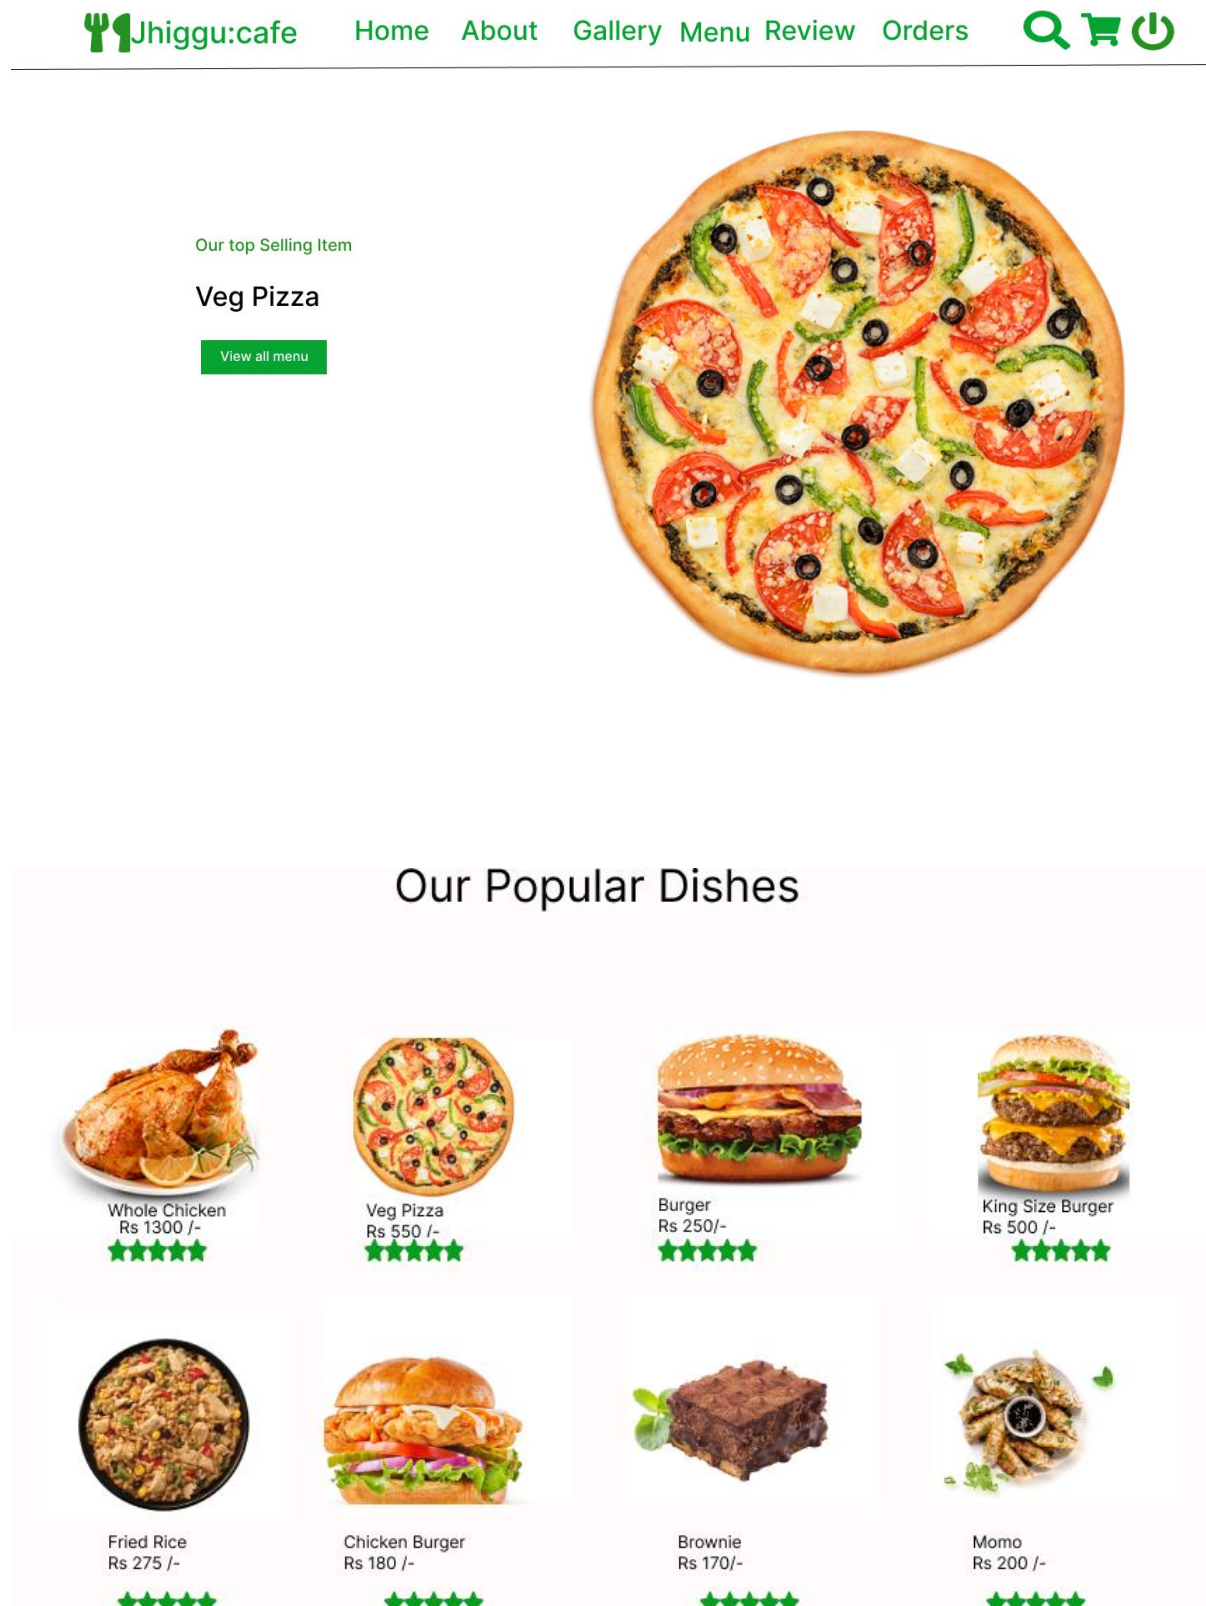 Jhiggu:cafe Home About Gallery Menu Review Orders
Our top Selling Item
Veg Pizza
View all menu
Our Popular Dishes
Whole Chicken
Rs 1300 /-
Veg Pizza
Rs 550 /-
Burger
Rs 250/-
King Size Burger
Rs 500 /-
Fried Rice
Rs 275 /-
Chicken Burger
Rs 180 /-
Brownie
Rs 170/-
Momo
Rs 200 /-